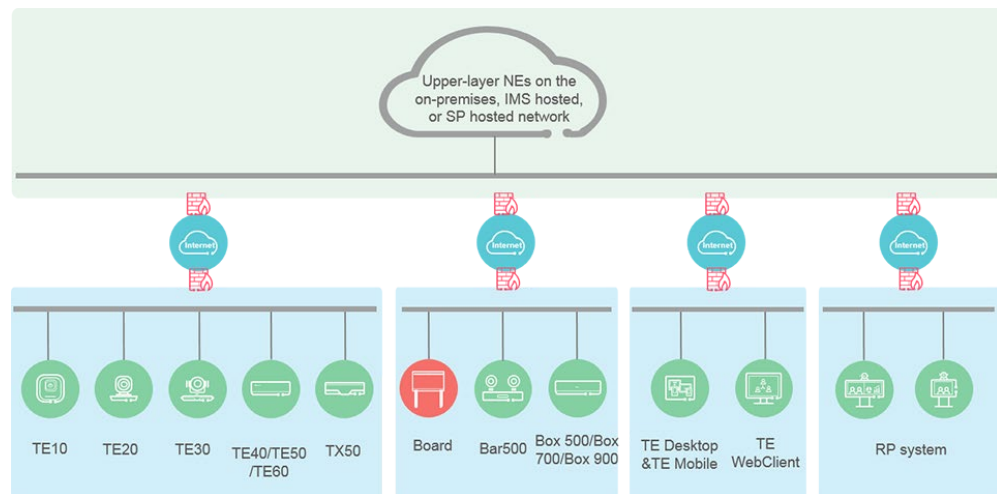 Upper-layer NEs on the
on-premises, IMS hosted,
or SP hosted network
Internet
Internet
Internet
Internet
TE10
TE20
TE30
TE40/TE50
/TE60
TX50
Board
Bar500
Box 500/Box
700/Box 900
TE Desktop
&TE Mobile
TE
WebClient
RP system